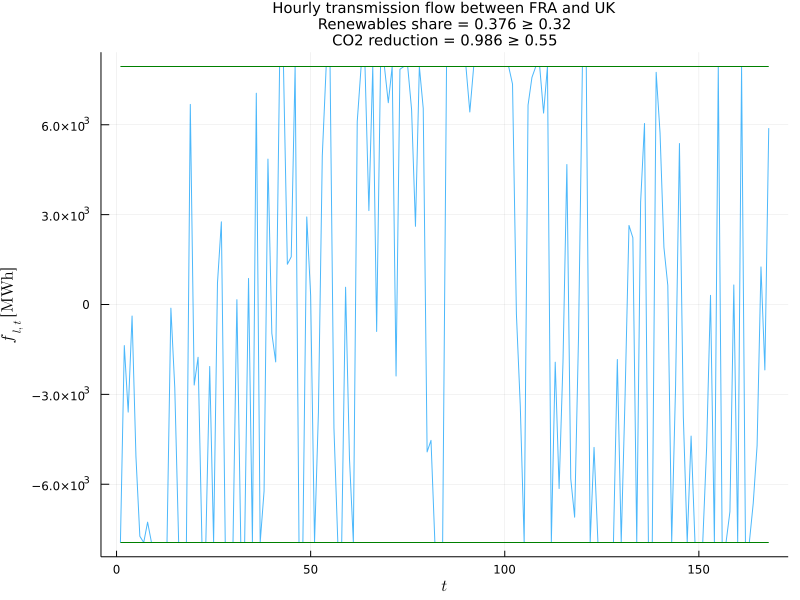 Hourly transmission flow between FRA and UK
Renewables share = 0.376 ≥ 0.32
CO2 reduction = 0.986 ≥ 0.55
6.0×10³
3.0×10³
0
−3.0×10³
−6.0×10³
f_{l,t} [MWh]
0 50 100 150
t